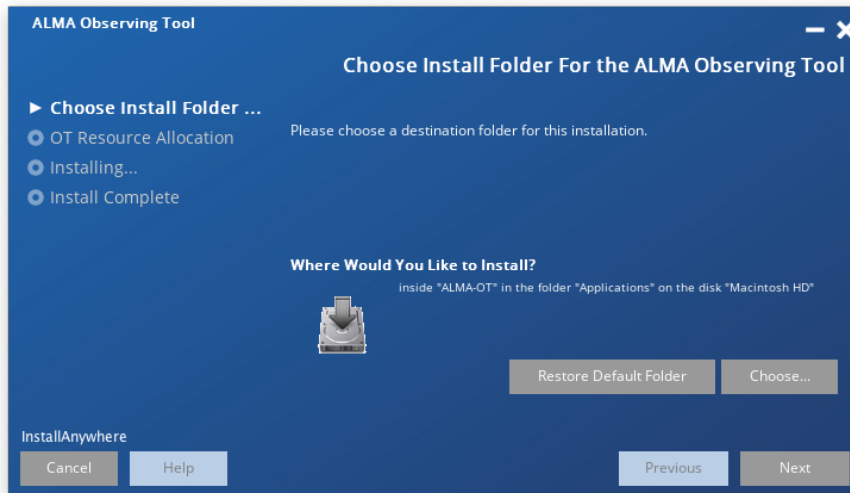 ALMA Observing Tool
Choose Install Folder For the ALMA Observing Tool
Choose Install Folder ...
OT Resource Allocation
Installing...
Install Complete
Please choose a destination folder for this installation.
Where Would You Like to Install?
inside "ALMA-OT" in the folder "Applications" on the disk "Macintosh HD"
Restore Default Folder
Choose...
InstallAnywhere
Cancel
Help
Previous
Next